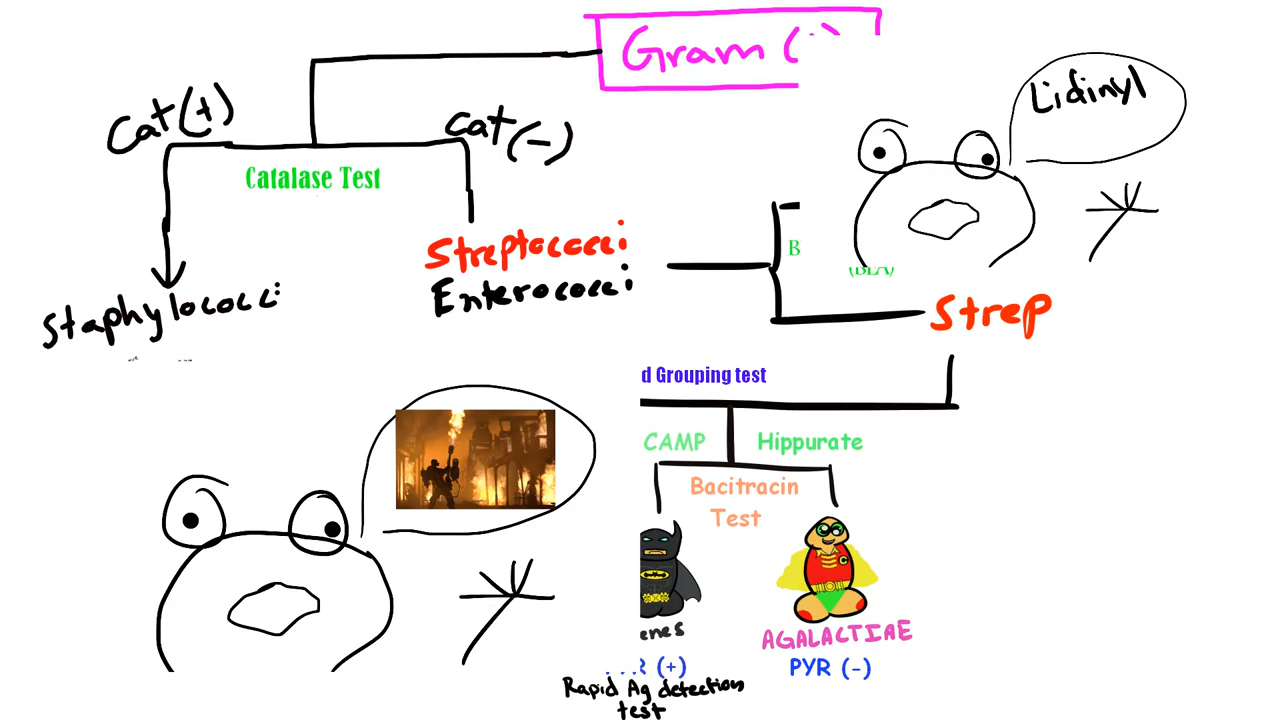 Gram (
Lidinyl
Cat (+)
Cat (-)
Catalase Test
Streptococci
Enterococci
B
Staphylococci
Strep
d Grouping test
CAMP
Hippurate
Bacitracin
Test
C
enes
AGALACTIAE
R (+)
PYR (-)
Rapid Ag detection
test